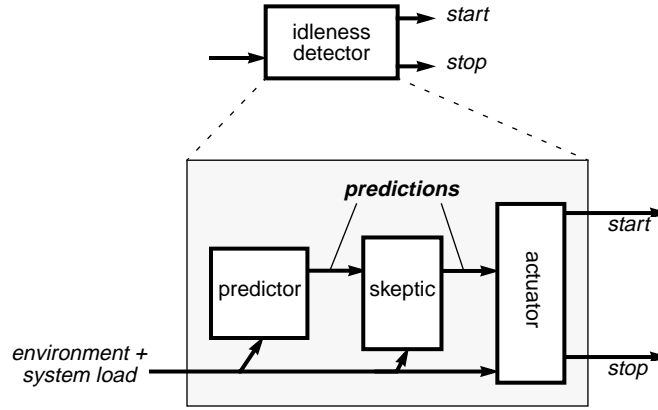 idleness
detector
start
stop
predictions
predictor
skeptic
actuator
start
stop
environment +
system load